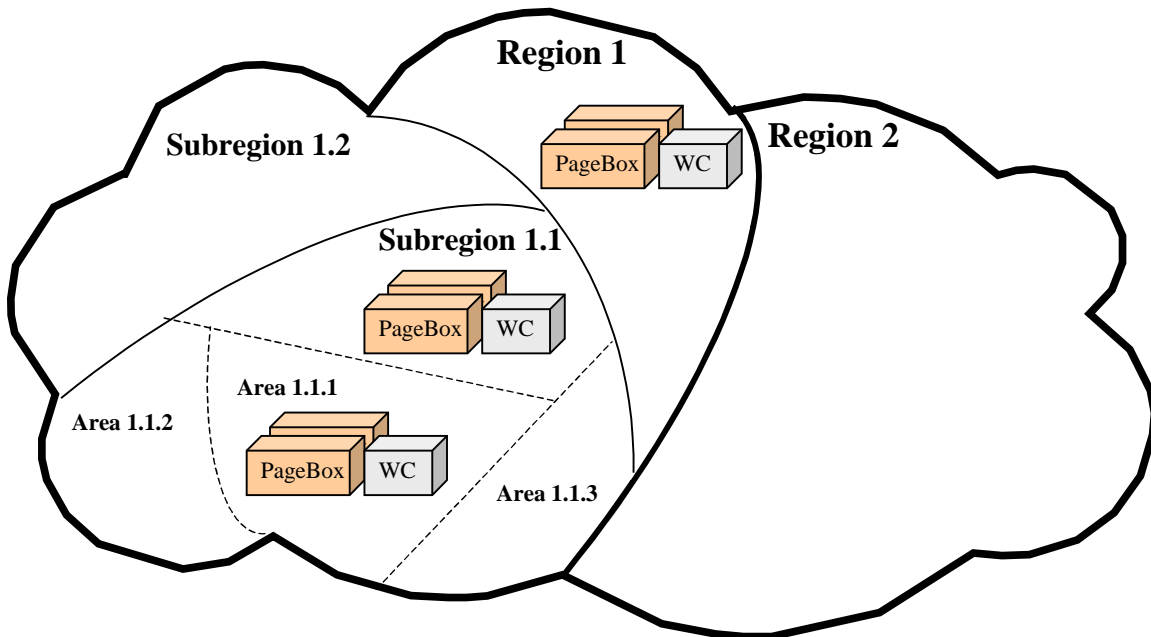 Region 1
Region 2
Subregion 1.2
PageBox
WC
Subregion 1.1
PageBox
WC
Area 1.1.1
Area 1.1.2
PageBox
WC
Area 1.1.3